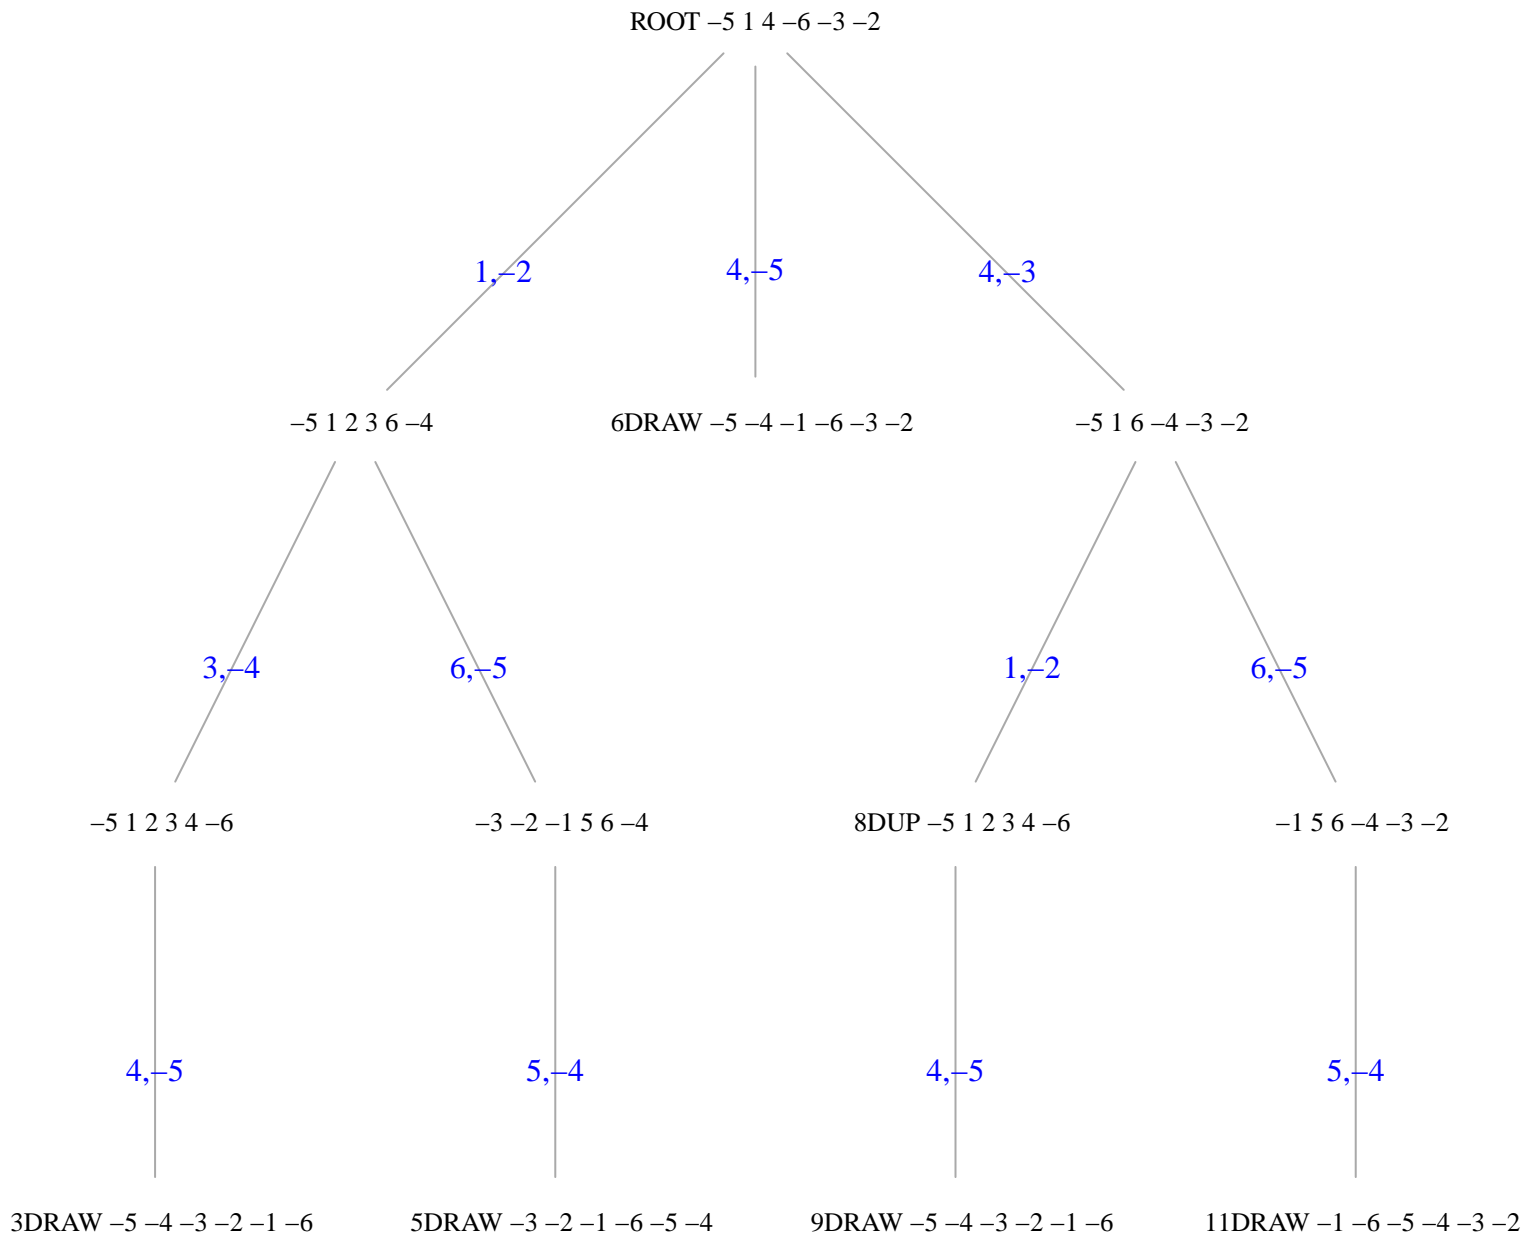 ROOT –5 1 4 –6 –3 –2
1,–2
4,–5
4,–3
–5 1 2 3 6 –4
6DRAW –5 –4 –1 –6 –3 –2
–5 1 6 –4 –3 –2
3,–4
6,–5
1,–2
6,–5
–5 1 2 3 4 –6
–3 –2 –1 5 6 –4
8DUP –5 1 2 3 4 –6
–1 5 6 –4 –3 –2
4,–5
5,–4
4,–5
5,–4
3DRAW –5 –4 –3 –2 –1 –6
5DRAW –3 –2 –1 –6 –5 –4
9DRAW –5 –4 –3 –2 –1 –6
11DRAW –1 –6 –5 –4 –3 –2